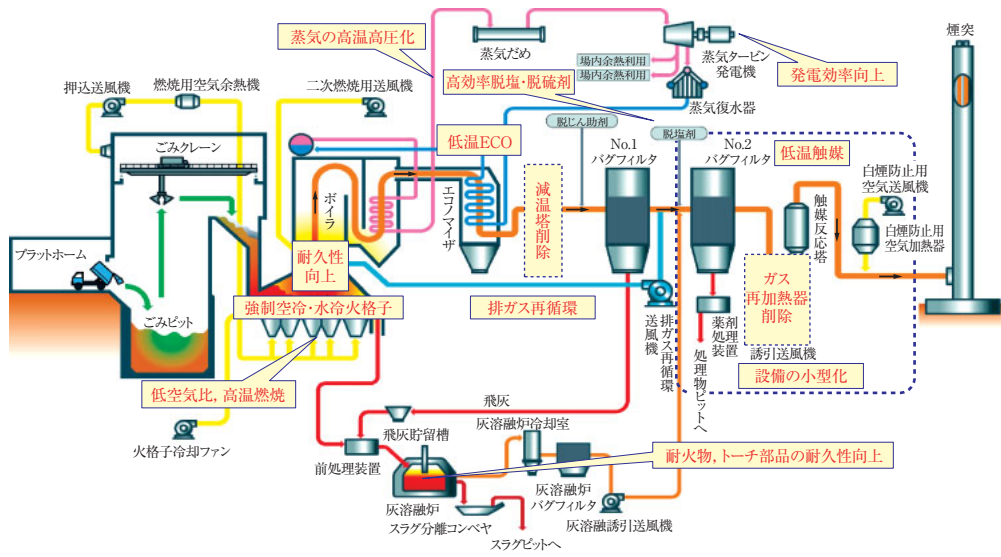 蒸気の高温高圧化
蒸気だめ
蒸気タービン
発電機
煙突
場内余熱利用
場内余熱利用
発電効率向上
高効率脱塩・脱硫剤
蒸気復水器
押込送風機
燃焼用空気余熱機
二次燃焼用送風機
脱じん助剤
脱塩剤
ごみクレーン
低温ECO
No.1
バグフィルタ
No.2
バグフィルタ
低温触媒
白煙防止用
空気送風機
ボイラ
エコノマイザ
減温塔削除
触媒反応塔
白煙防止用
空気加熱器
プラットホーム
耐久性
向上
ガス
再加熱器
削除
強制空冷・水冷火格子
排ガス再循環
排ガス再循環
送風機
薬剤
処理
装置
誘引送風機
ごみピット
設備の小型化
処理物ピットへ
低空気比，高温燃焼
飛灰
火格子冷却ファン
飛灰貯留槽
灰溶融炉冷却室
前処理装置
耐火物，トーチ部品の耐久性向上
灰溶融炉
灰溶融炉
バグフィルタ
スラグ分離コンベヤ
灰溶融誘引送風機
スラグピットへ